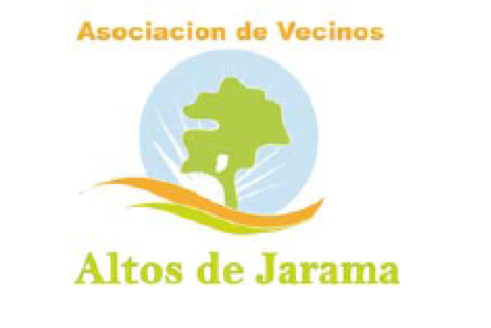 Asociacion de Vecinos
Altos de Jarama